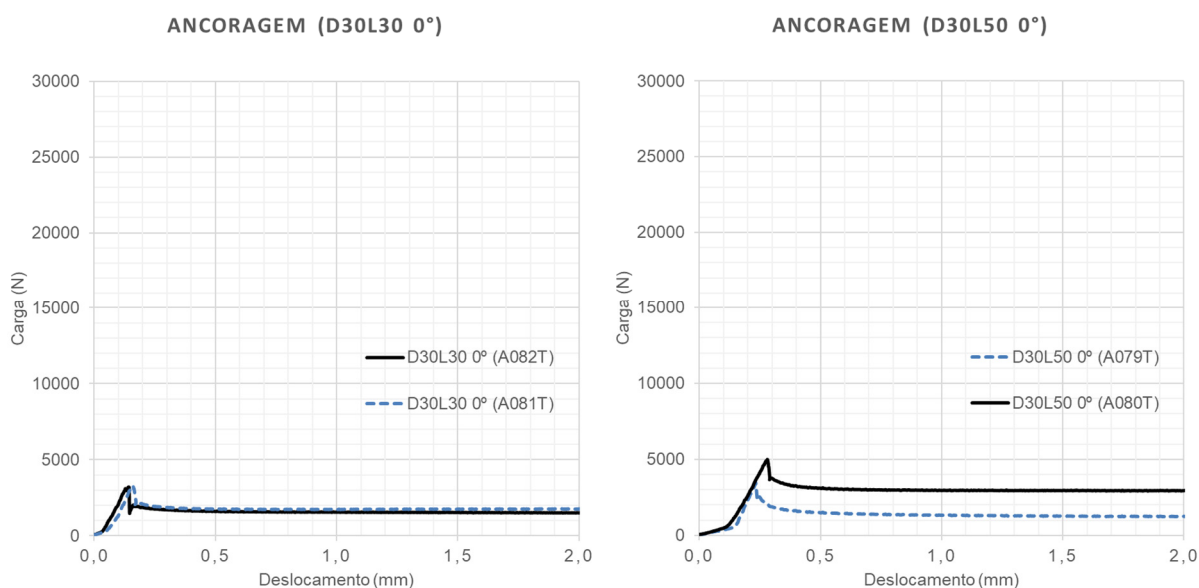 ANCORAGEM (D30L30 0°)
30000
25000
20000
15000
10000
5000
0
Carga (N)
D30L30 0º (A082T)
D30L30 0º (A081T)
0,0 0,5 1,0 1,5 2,0
Deslocamento (mm)
ANCORAGEM (D30L50 0°)
30000
25000
20000
15000
10000
5000
0
Carga (N)
D30L50 0º (A079T)
D30L50 0º (A080T)
0,0 0,5 1,0 1,5 2,0
Deslocamento (mm)